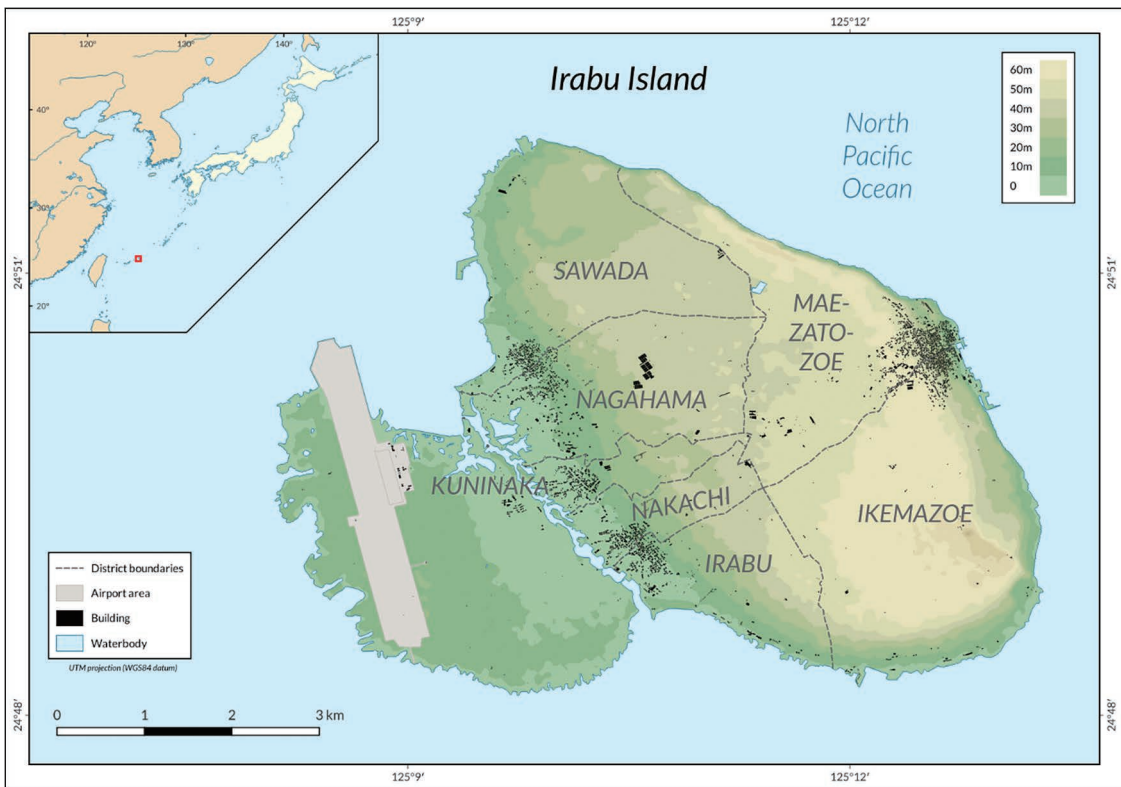 125°9'
125°12'
120°
130°
140°
40°
30°
20°
Irabu Island
North
Pacific
Ocean
60m
50m
40m
30m
20m
10m
0
24°51'
24°51'
SAWADA
MAE-
ZATO-
ZOE
NAGAHAMA
KUNINAKA
NAKACHI
IKEMAZOE
IRABU
District boundaries
Airport area
Building
Waterbody
UTM projection (WGS84 datum)
0 1 2 3 km
24°48'
24°48'
125°9'
125°12'